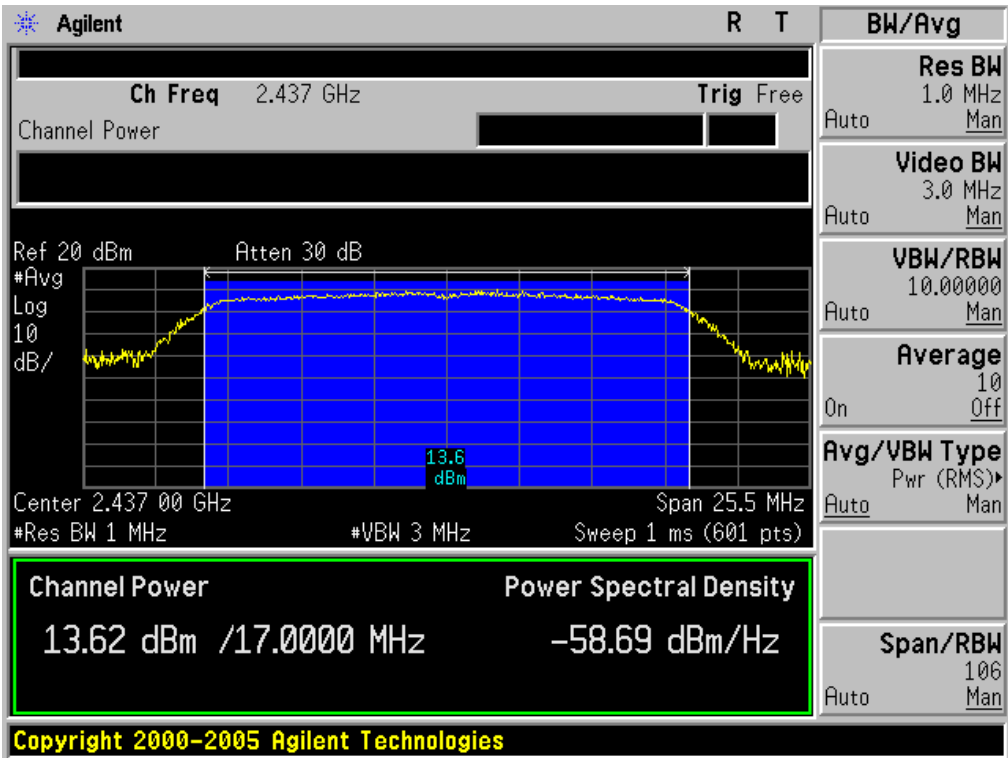 Agilent R T
Ch Freq 2.437 GHz Trig Free
Channel Power
Ref 20 dBm Atten 30 dB
#Avg
Log
10
dB/
13.6
dBm
Center 2.437 00 GHz Span 25.5 MHz
#Res BW 1 MHz #VBW 3 MHz Sweep 1 ms (601 pts)
Channel Power Power Spectral Density
13.62 dBm /17.0000 MHz -58.69 dBm/Hz
Copyright 2000-2005 Agilent Technologies
BW/Avg
Res BW
1.0 MHz
Auto Man
Video BW
3.0 MHz
Auto Man
VBW/RBW
10.00000
Auto Man
Average
10
On Off
Avg/VBW Type
Pwr (RMS)▸
Auto Man
Span/RBW
106
Auto Man